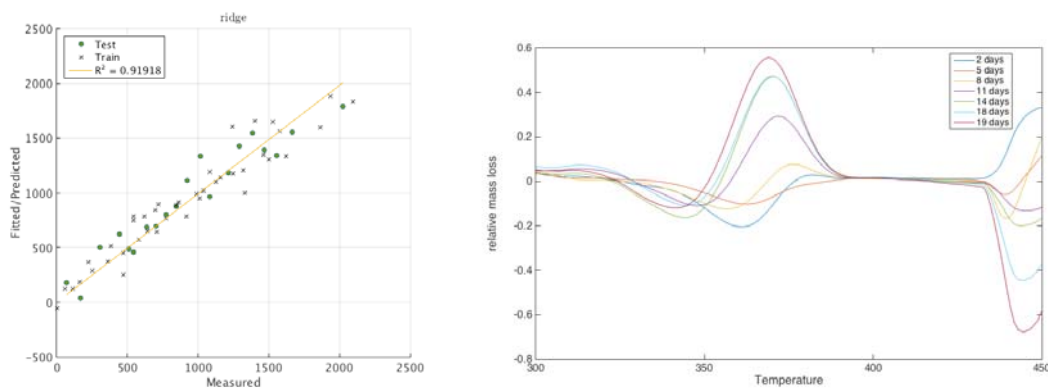 ridge
2500
2000
1500
1000
500
0
-500
Fitted/Predicted
Test
Train
R² = 0.91918
0 500 1000 1500 2000 2500
Measured
0.6
0.4
0.2
0
-0.2
-0.4
-0.6
-0.8
relative mass loss
2 days
5 days
8 days
11 days
14 days
18 days
19 days
300 350 400 450
Temperature